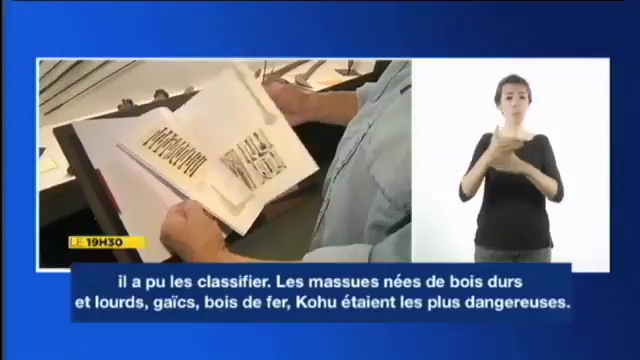 LE 19H30
il a pu les classifier. Les massues nées de bois durs
et lourds, gaïcs, bois de fer, Kohu étaient les plus dangereuses.